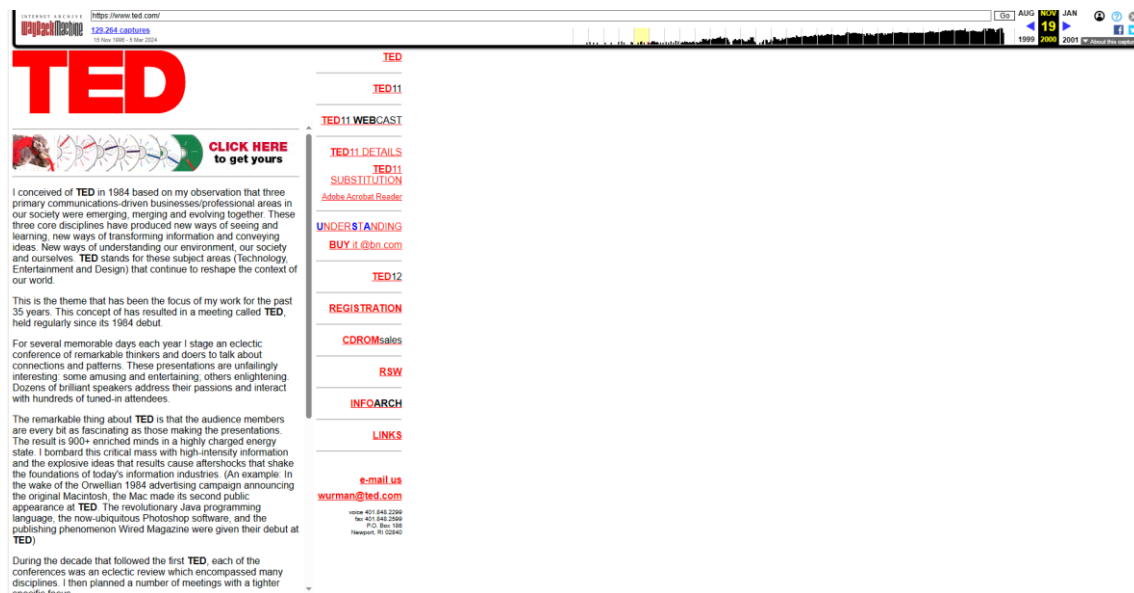 INTERNET ARCHIVE
WayBackMachine
https://www.ted.com/
Go
129,264 captures
15 Nov 1996 - 5 Mar 2024
AUG NOV JAN
19
1999 2000 2001
About this capture
TED
CLICK HERE
to get yours
I conceived of TED in 1984 based on my observation that three
primary communications-driven businesses/professional areas in
our society were emerging, merging and evolving together. These
three core disciplines have produced new ways of seeing and
learning, new ways of transforming information and conveying
ideas. New ways of understanding our environment, our society
and ourselves. TED stands for these subject areas (Technology,
Entertainment and Design) that continue to reshape the context of
our world.
This is the theme that has been the focus of my work for the past
35 years. This concept of has resulted in a meeting called TED,
held regularly since its 1984 debut.
For several memorable days each year I stage an eclectic
conference of remarkable thinkers and doers to talk about
connections and patterns. These presentations are unfailingly
interesting: some amusing and entertaining; others enlightening.
Dozens of brilliant speakers address their passions and interact
with hundreds of tuned-in attendees.
The remarkable thing about TED is that the audience members
are every bit as fascinating as those making the presentations.
The result is 900+ enriched minds in a highly charged energy
state. I bombard this critical mass with high-intensity information
and the explosive ideas that results cause aftershocks that shake
the foundations of today's information industries. (An example: In
the wake of the Orwellian 1984 advertising campaign announcing
the original Macintosh, the Mac made its second public
appearance at TED. The revolutionary Java programming
language, the now-ubiquitous Photoshop software, and the
publishing phenomenon Wired Magazine were given their debut at
TED)
During the decade that followed the first TED, each of the
conferences was an eclectic review which encompassed many
disciplines. I then planned a number of meetings with a tighter
specific focus
TED
TED11
TED11 WEBCAST
TED11 DETAILS
TED11
SUBSTITUTION
Adobe Acrobat Reader
UNDERSTANDING
BUY it @bn.com
TED12
REGISTRATION
CDROMsales
RSW
INFOARCH
LINKS
e-mail us
wurman@ted.com
voice 401.848.2299
fax 401.848.2599
P.O. Box 186
Newport, RI 02840